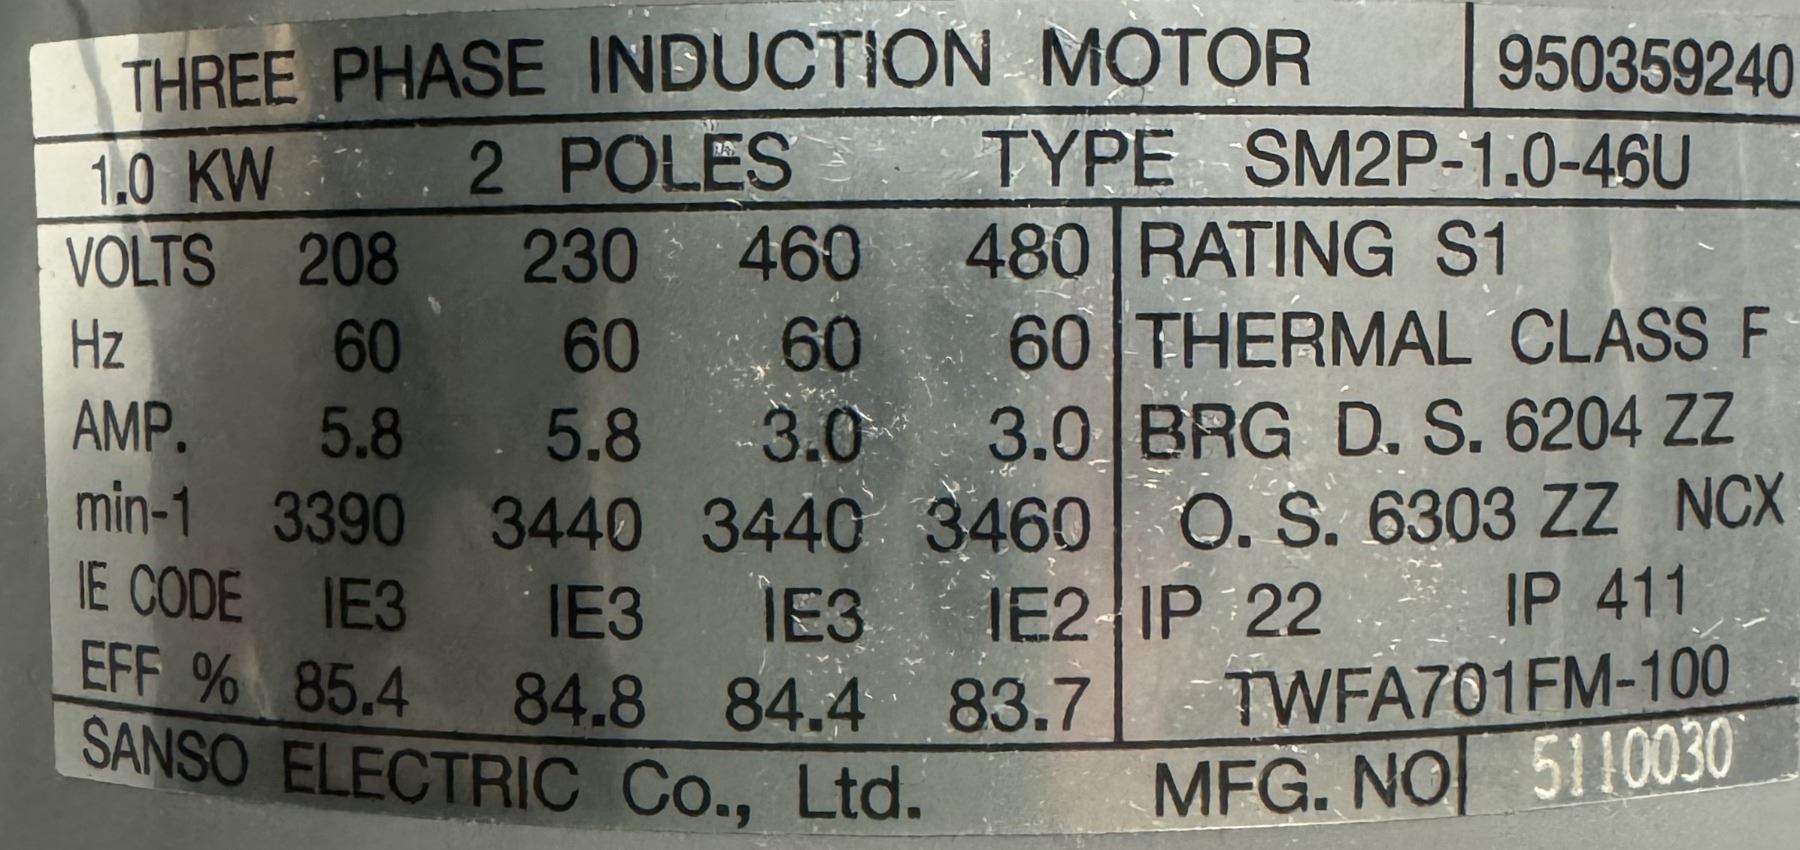 THREE PHASE INDUCTION MOTOR 950359240
1.0 KW 2 POLES TYPE SM2P-1.0-46U
VOLTS 208 230 460 480 RATING S1
Hz 60 60 60 60 THERMAL CLASS F
AMP. 5.8 5.8 3.0 3.0 BRG D. S. 6204 ZZ
min-1 3390 3440 3440 3460 O. S. 6303 ZZ NCX
IE CODE IE3 IE3 IE3 IE2 IP 22 IP 411
EFF % 85.4 84.8 84.4 83.7 TWFA701FM-100
SANSO ELECTRIC Co., Ltd. MFG. NO 5110030